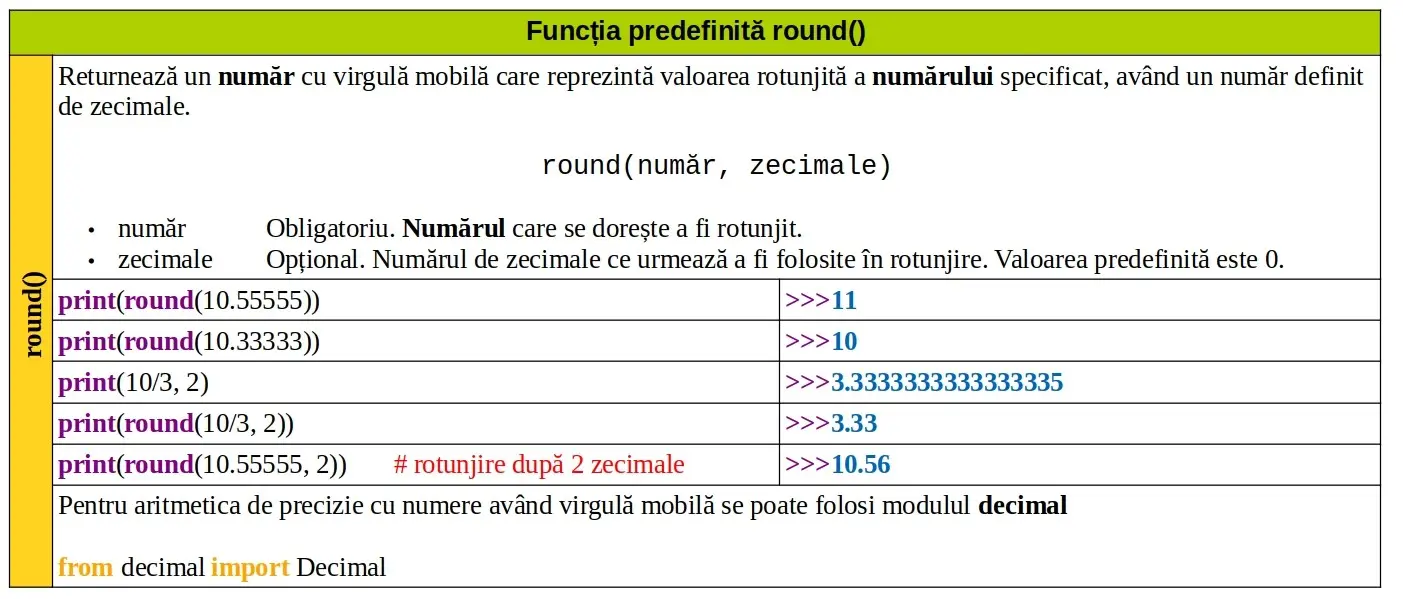 Funcția predefinită round()
round()
Returnează un număr cu virgulă mobilă care reprezintă valoarea rotunjită a numărului specificat, având un număr definit
de zecimale.
round(număr, zecimale)
• număr Obligatoriu. Numărul care se dorește a fi rotunjit.
• zecimale Opțional. Numărul de zecimale ce urmează a fi folosite în rotunjire. Valoarea predefinită este 0.
print(round(10.55555)) >>>11
print(round(10.33333)) >>>10
print(10/3, 2) >>>3.3333333333333335
print(round(10/3, 2)) >>>3.33
print(round(10.55555, 2)) # rotunjire după 2 zecimale >>>10.56
Pentru aritmetica de precizie cu numere având virgulă mobilă se poate folosi modulul decimal
from decimal import Decimal